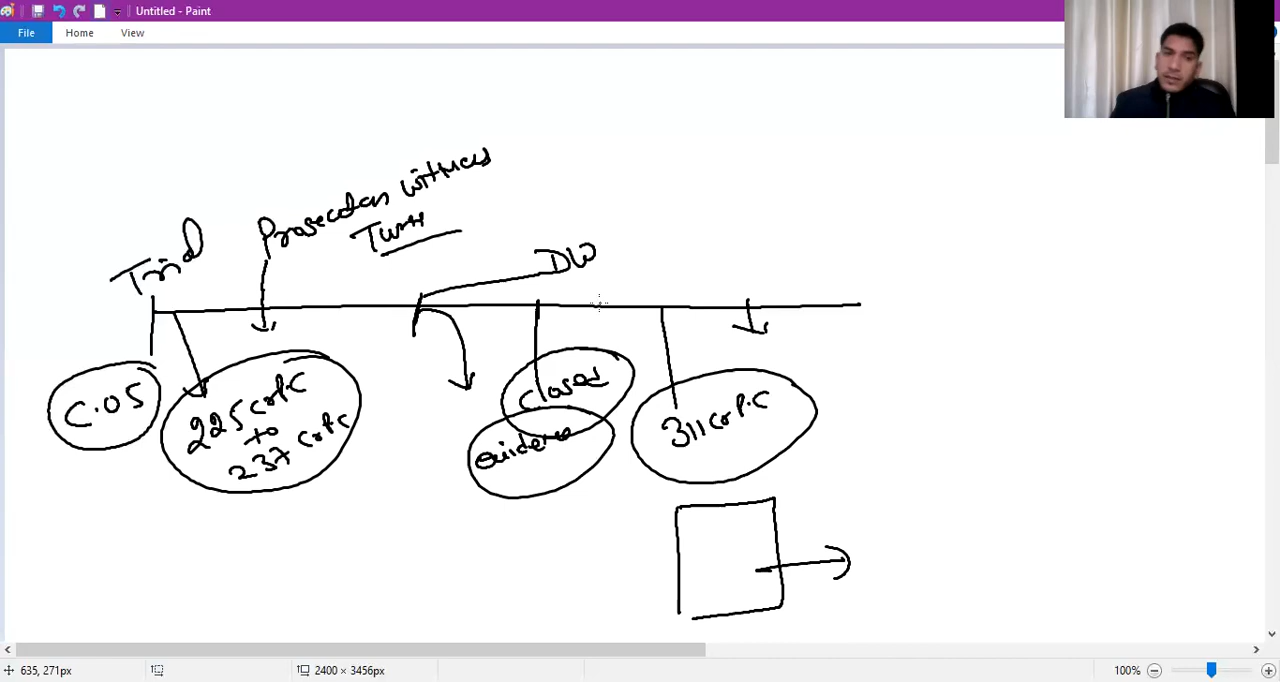 Untitled - Paint
File Home View
Prosecution witness
Turn
Trial
DW
C.OS
225 CrPC
to
237 CrPC
Closed
evidence
311 CrPC
635, 271px
2400 × 3456px
100%